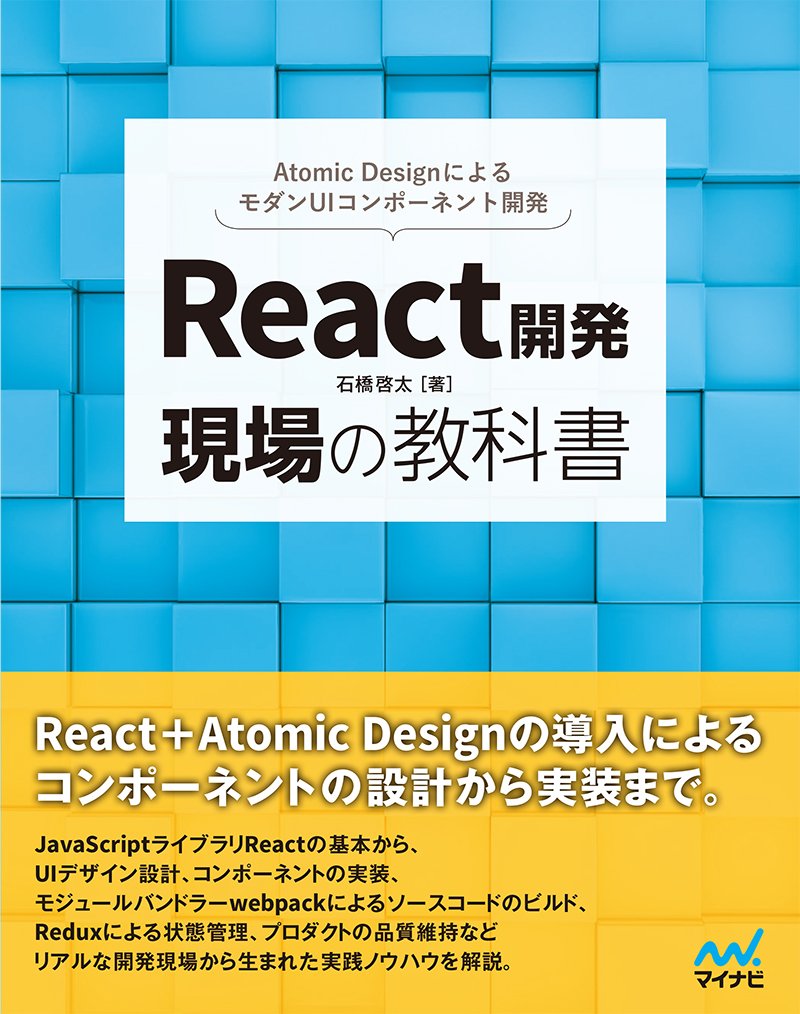 Atomic Designによる
モダンUIコンポーネント開発
React開発
石橋啓太［著］
現場の教科書
React＋Atomic Designの導入による
コンポーネントの設計から実装まで。
JavaScriptライブラリReactの基本から、
UIデザイン設計、コンポーネントの実装、
モジュールバンドラーwebpackによるソースコードのビルド、
Reduxによる状態管理、プロダクトの品質維持など
リアルな開発現場から生まれた実践ノウハウを解説。
マイナビ